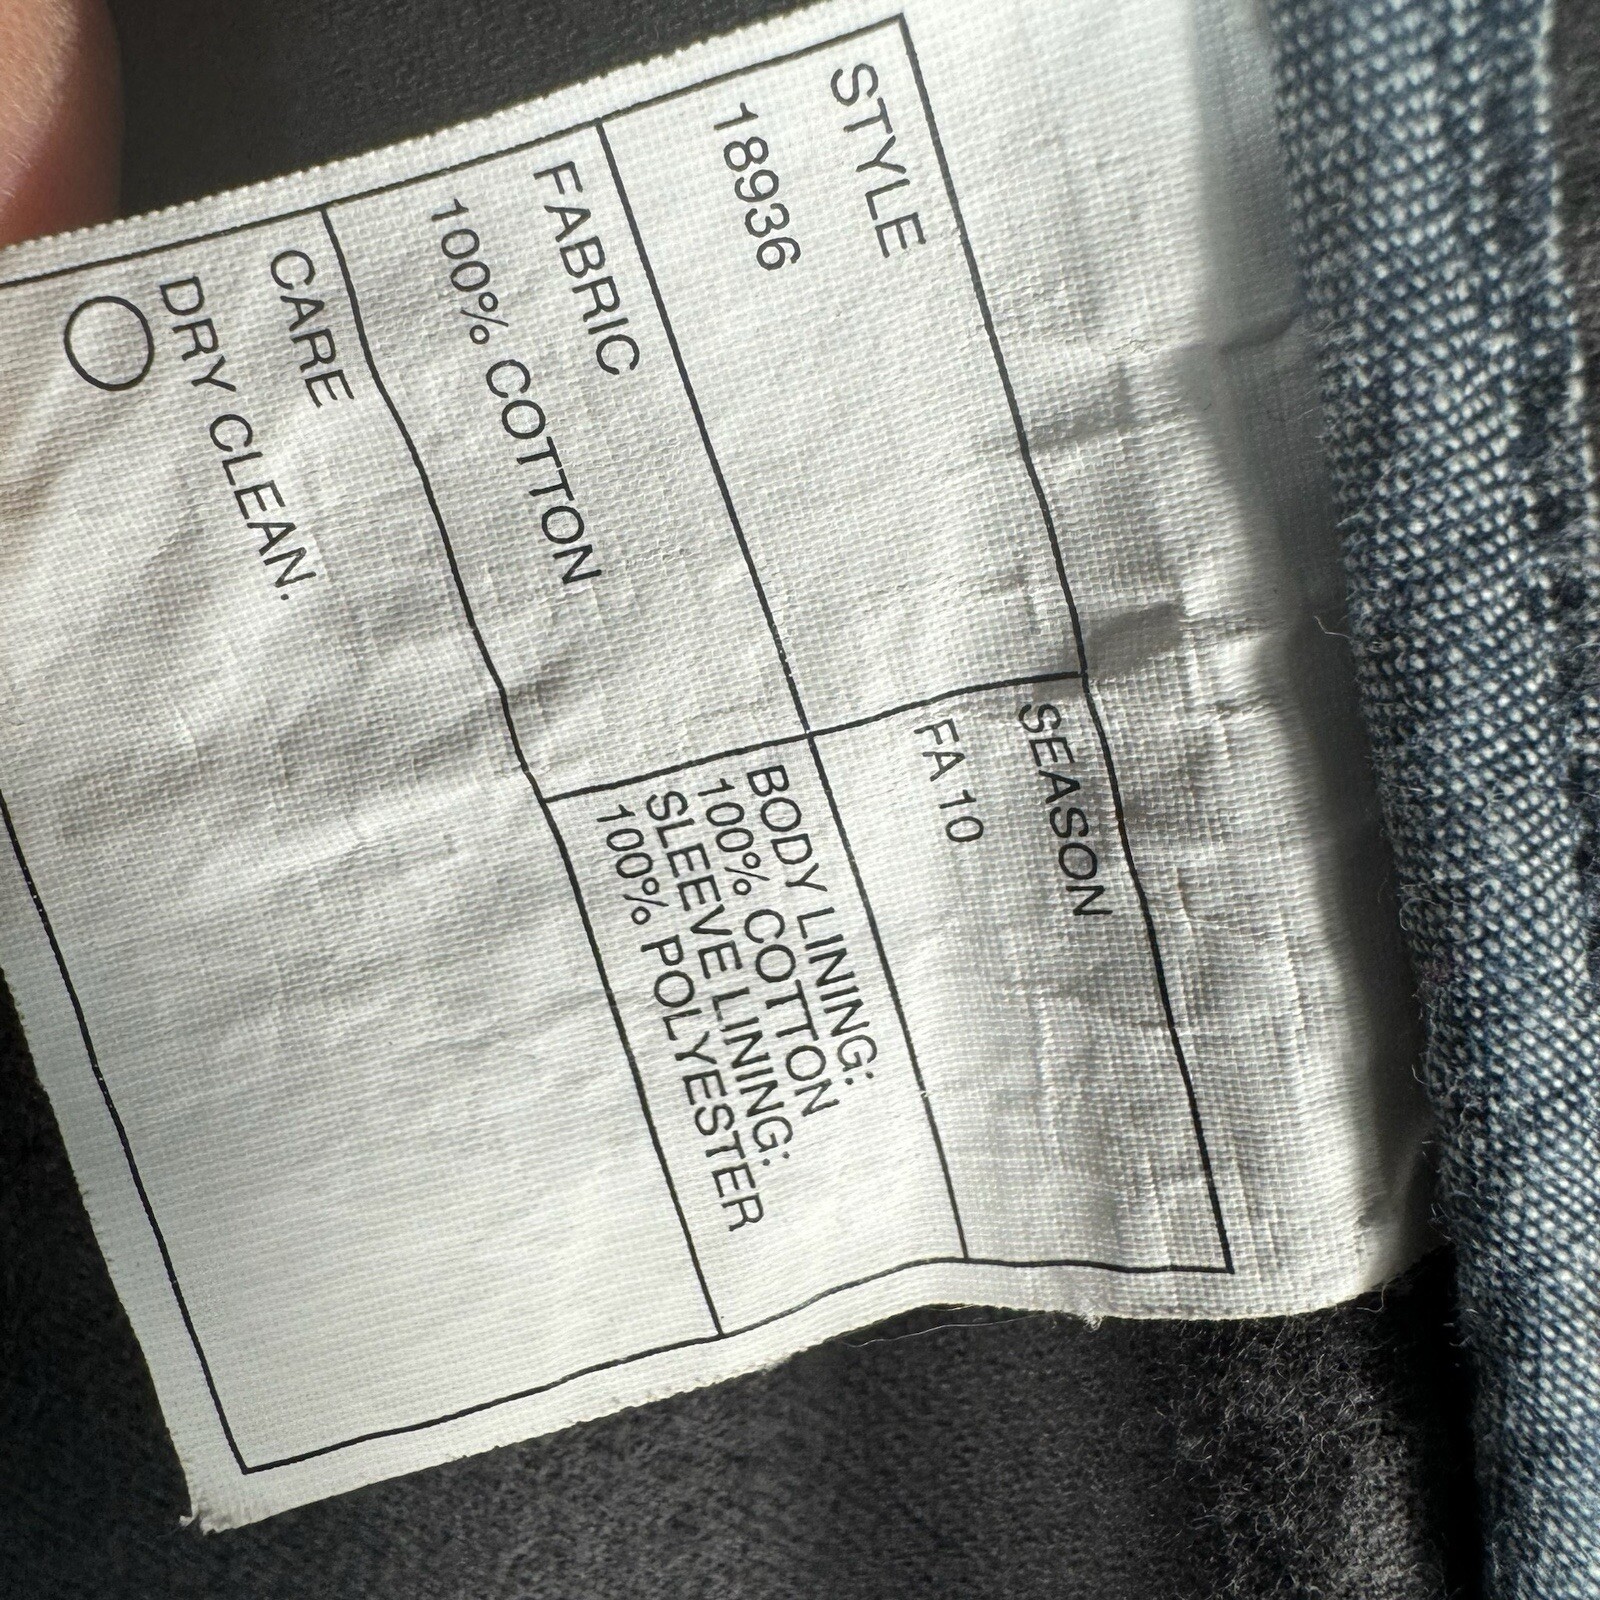 STYLE
18936
SEASON
FA 10
FABRIC
100% COTTON
BODY LINING:
100% COTTON
SLEEVE LINING:
100% POLYESTER
CARE
DRY CLEAN.